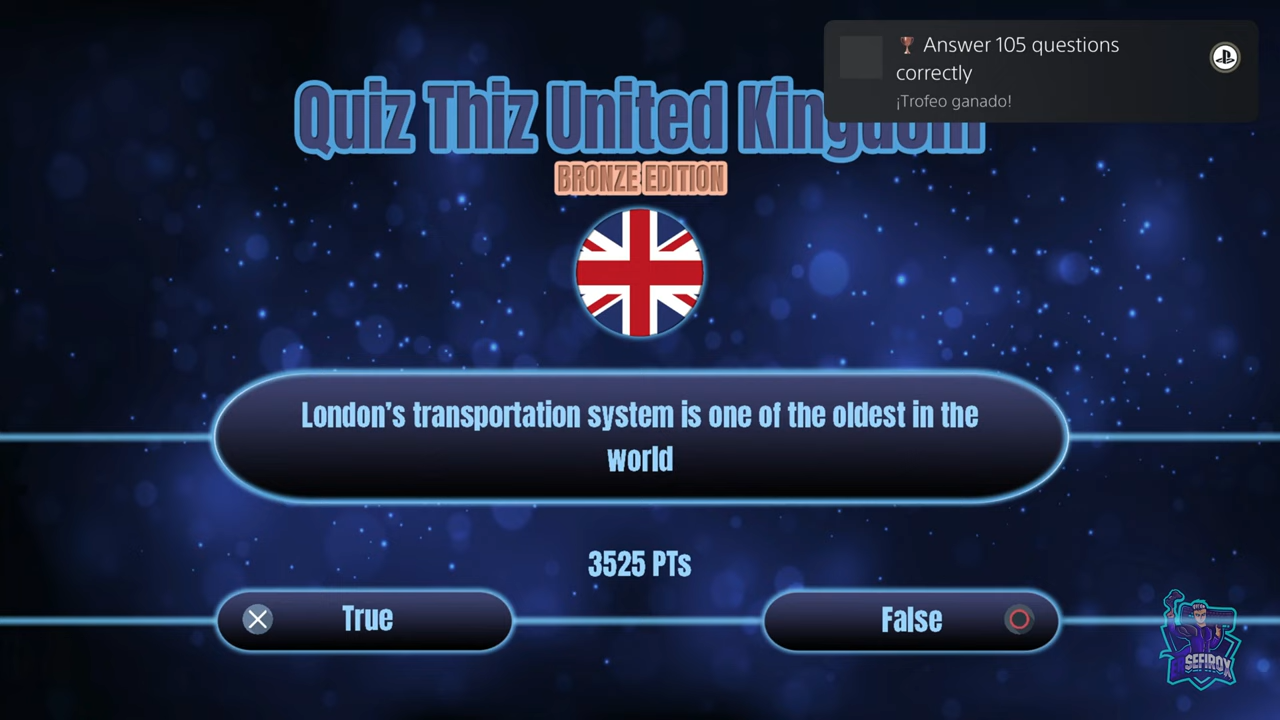 Answer 105 questions
correctly
¡Trofeo ganado!
Quiz Thiz United Kingdom
BRONZE EDITION
London's transportation system is one of the oldest in the
world
3525 PTs
True
False
SEFIROX